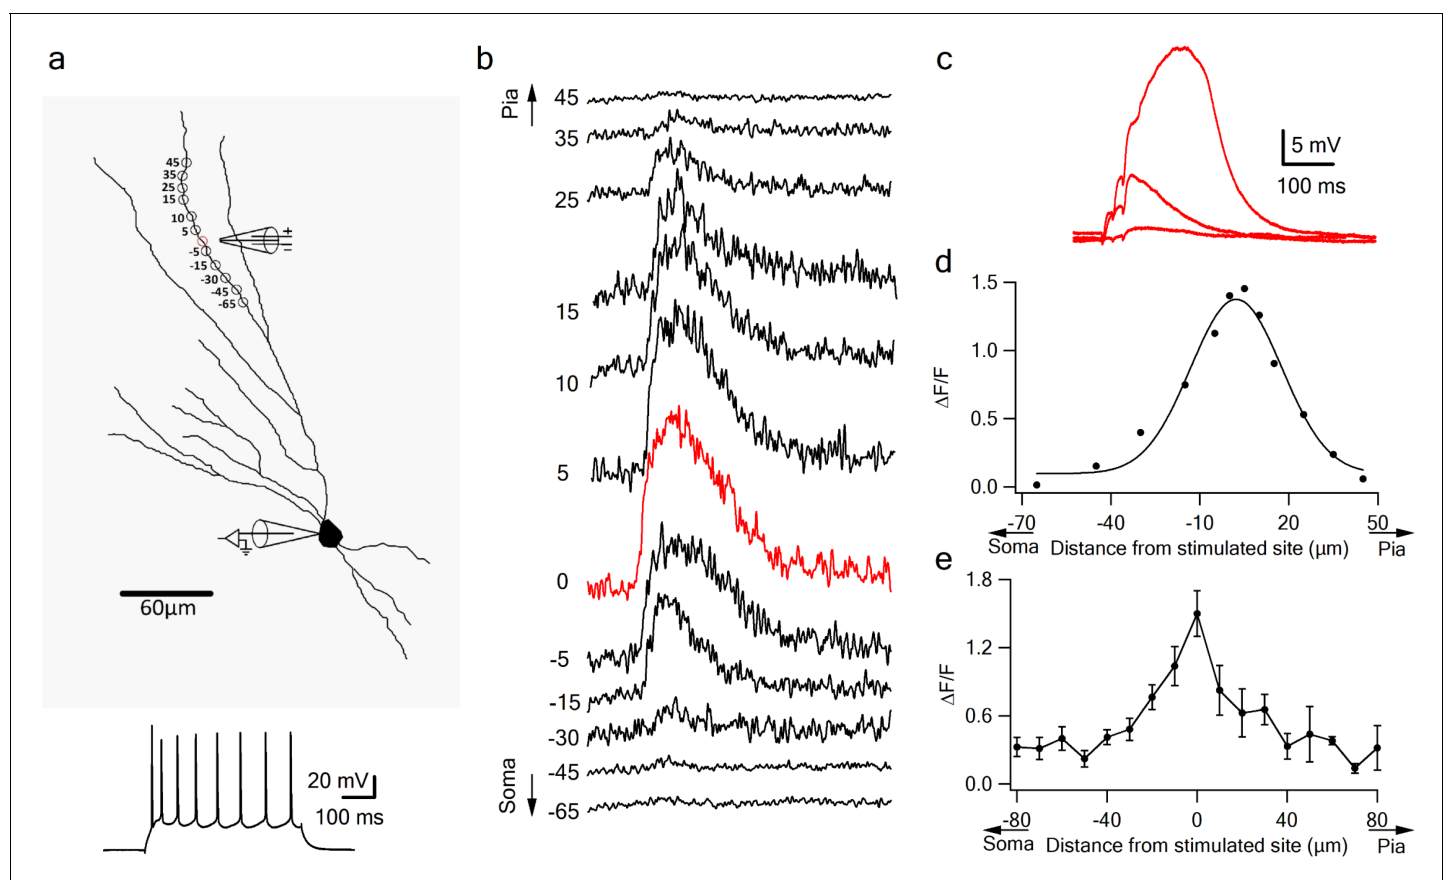 a
45
35
25
15
10
5
-5
-15
-30
-45
-65
+
−
60µm
20 mV
100 ms
b
Pia
45
35
25
15
10
5
0
-5
-15
-30
-45
-65
Soma
c
5 mV
100 ms
d
1.5
1.0
0.5
0.0
ΔF/F
-70 -40 -10 20 50
Soma Distance from stimulated site (µm) Pia
e
1.8
1.2
0.6
0.0
ΔF/F
-80 -40 0 40 80
Soma Distance from stimulated site (µm) Pia